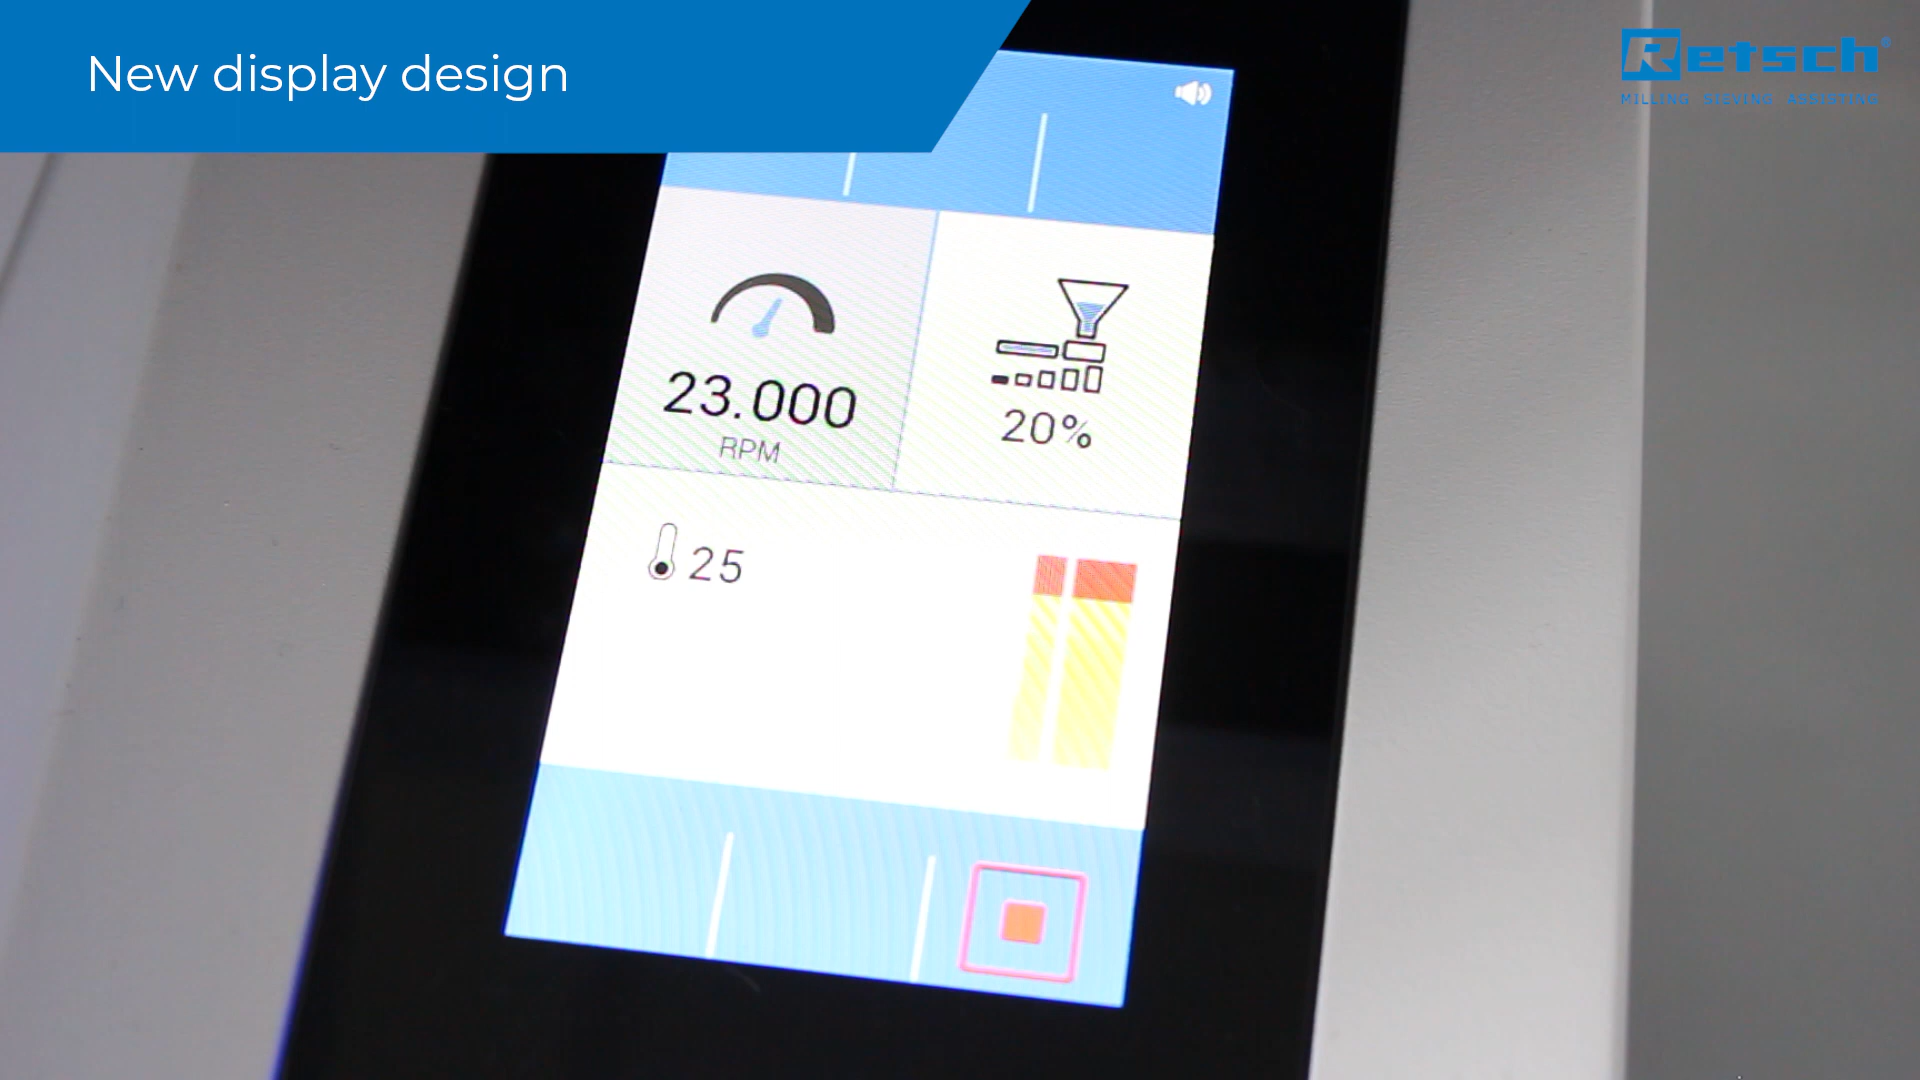 New display design
Retsch®
MILLING SIEVING ASSISTING
23.000
RPM
20%
25